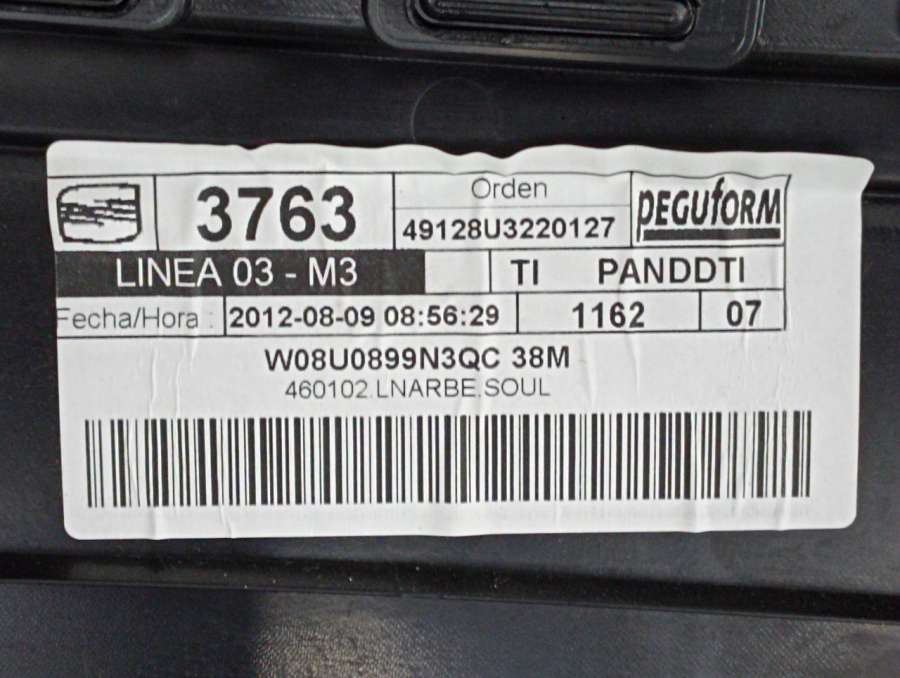 3763
Orden
49128U3220127
PEGUfORM
LINEA 03 - M3
TI PANDDTI
Fecha/Hora :
2012-08-09 08:56:29
1162
07
W08U0899N3QC 38M
460102.LNARBE.SOUL